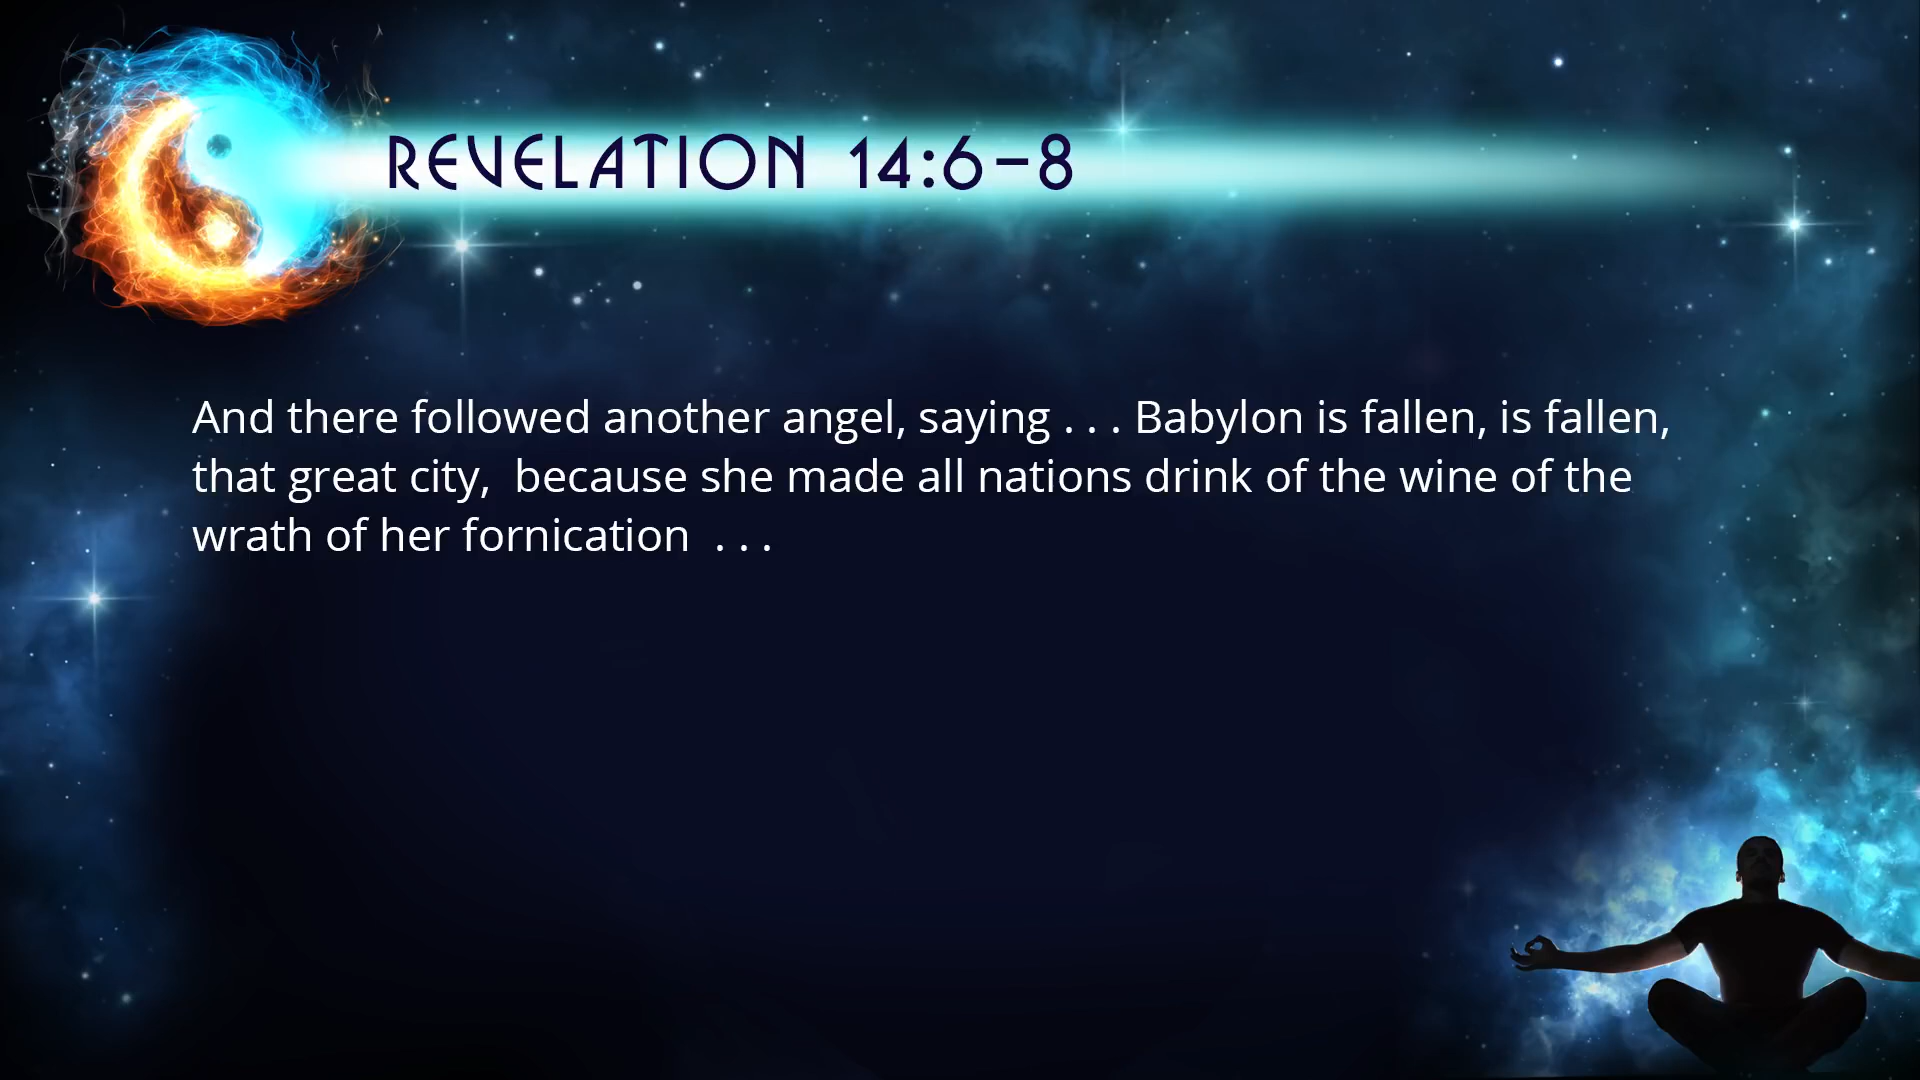 REVELATION 14:6–8
And there followed another angel, saying . . . Babylon is fallen, is fallen,
that great city,  because she made all nations drink of the wine of the
wrath of her fornication  . . .